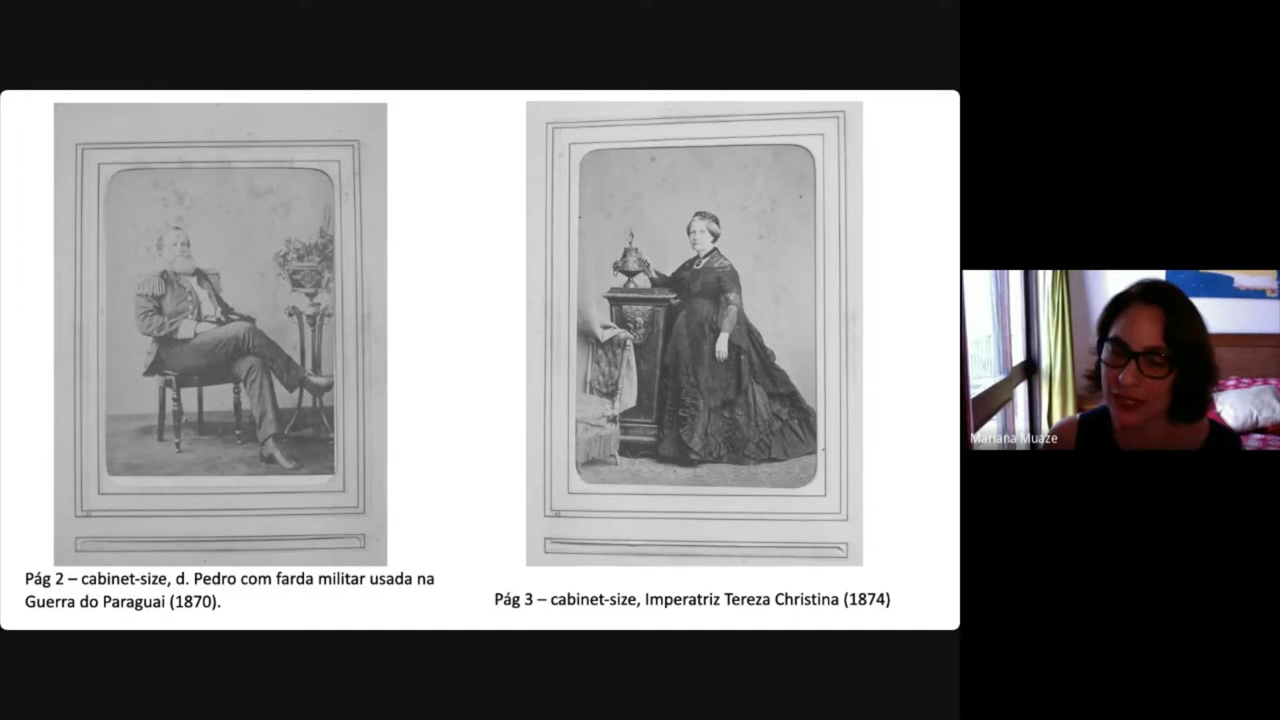 Pág 2 – cabinet-size, d. Pedro com farda militar usada na
Guerra do Paraguai (1870).
Pág 3 – cabinet-size, Imperatriz Tereza Christina (1874)
Mariana Muaze